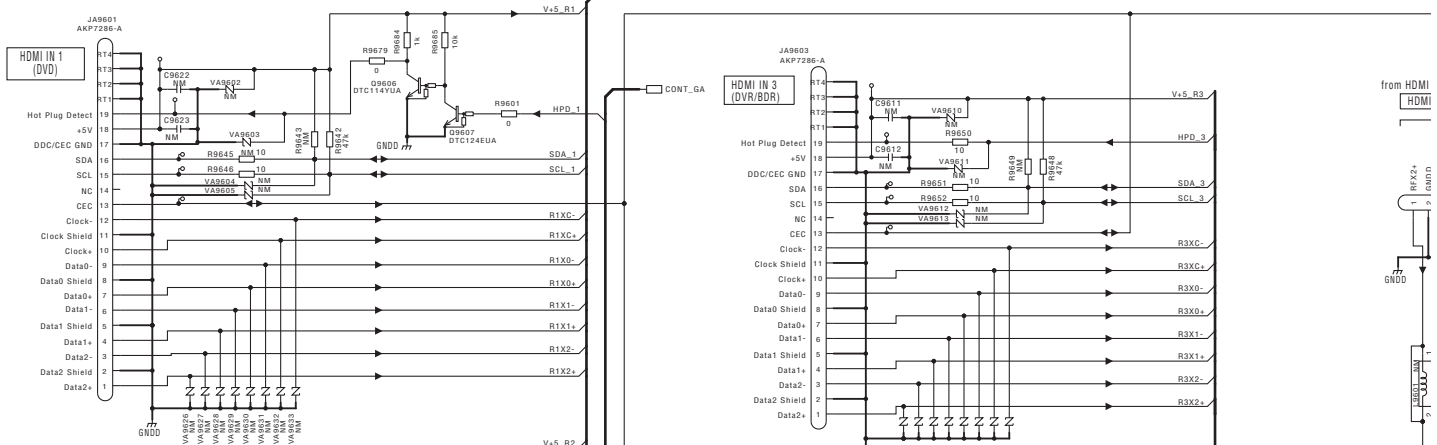 JA9601
AKP7286-A
HDMI IN 1
(DVD)
RT4
RT3
RT2
RT1
Hot Plug Detect 19
+5V 18
DDC/CEC GND 17
SDA 16
SCL 15
NC 14
CEC 13
Clock- 12
Clock Shield 11
Clock+ 10
Data0- 9
Data0 Shield 8
Data0+ 7
Data1- 6
Data1 Shield 5
Data1+ 4
Data2- 3
Data2 Shield 2
Data2+ 1
C9622
NM
VA9602
NM
C9623
NM
VA9603
NM
R9645 10
R9646 10
VA9604 NM
VA9605 NM
R9643
NM
R9642
47k
R9679
0
R9684
1k
R9685
10k
Q9606
DTC114YUA
Q9607
DTC124EUA
GNDD
R9601
0
V+5_R1
HPD_1
SDA_1
SCL_1
R1XC-
R1XC+
R1X0-
R1X0+
R1X1-
R1X1+
R1X2-
R1X2+
V+5_R2
GNDD
VA9626
NM
VA9627
NM
VA9628
NM
VA9629
NM
VA9630
NM
VA9631
NM
VA9632
NM
VA9633
NM
CONT_GA
JA9603
AKP7286-A
HDMI IN 3
(DVR/BDR)
RT4
RT3
RT2
RT1
Hot Plug Detect 19
+5V 18
DDC/CEC GND 17
SDA 16
SCL 15
NC 14
CEC 13
Clock- 12
Clock Shield 11
Clock+ 10
Data0- 9
Data0 Shield 8
Data0+ 7
Data1- 6
Data1 Shield 5
Data1+ 4
Data2- 3
Data2 Shield 2
Data2+ 1
C9611
NM
VA9610
NM
C9612
NM
R9650
10
VA9611
NM
R9651 10
R9652 10
VA9612 NM
VA9613 NM
R9649
NM
R9648
47k
V+5_R3
HPD_3
SDA_3
SCL_3
R3XC-
R3XC+
R3X0-
R3X0+
R3X1-
R3X1+
R3X2-
R3X2+
from HDMI
HDMI
RFX2+
GNDD
1
2
GNDD
L9601 NM
1
2